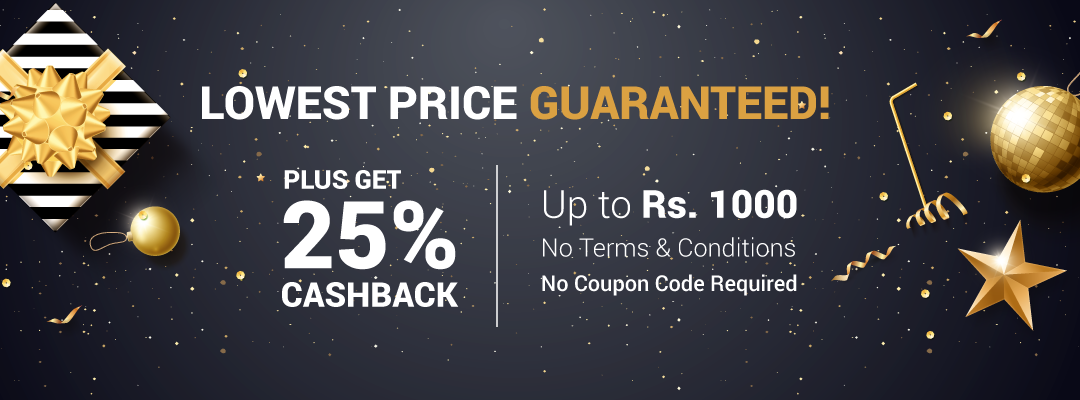 LOWEST PRICE GUARANTEED!
PLUS GET
25%
CASHBACK
Up to Rs. 1000
No Terms & Conditions
No Coupon Code Required